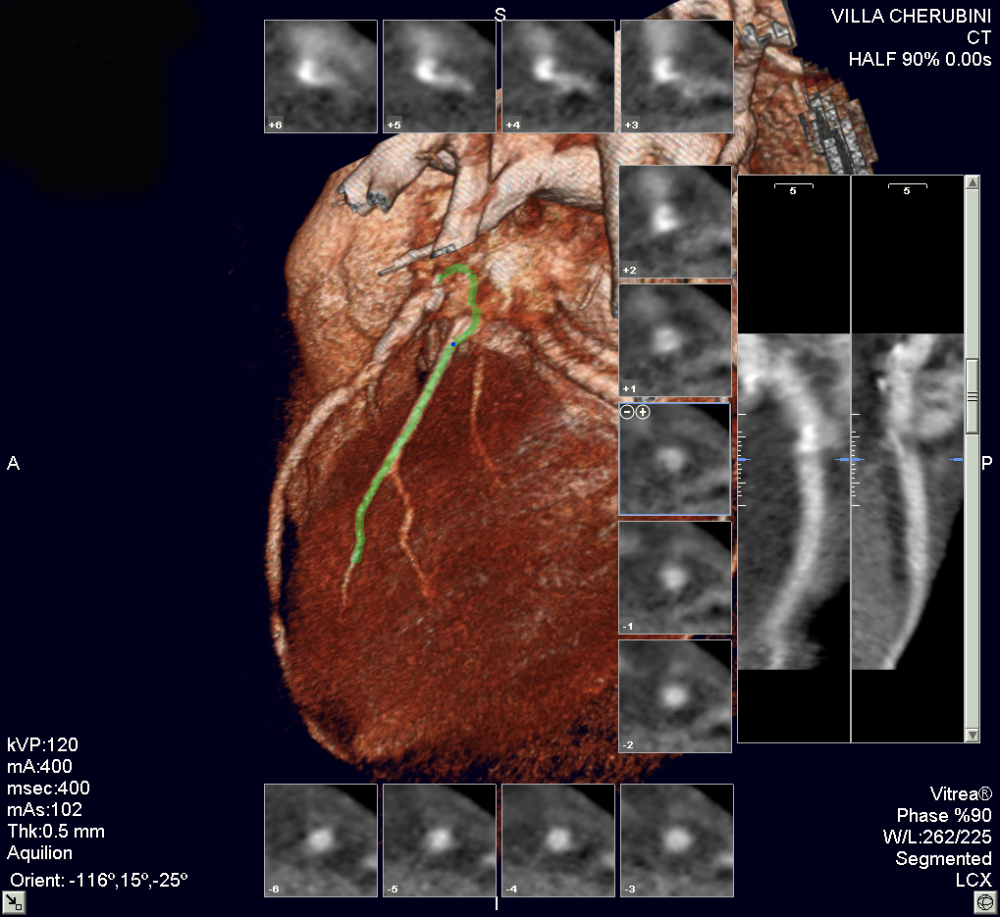 S
VILLA CHERUBINI
CT
HALF 90% 0.00s
+6
+5
+4
+3
+2
5
5
+1
A
P
-1
-2
kVP:120
mA:400
msec:400
mAs:102
Thk:0.5 mm
Aquilion
Orient: -116º,15º,-25º
-6
-5
-4
-3
I
Vitrea®
Phase %90
W/L:262/225
Segmented
LCX